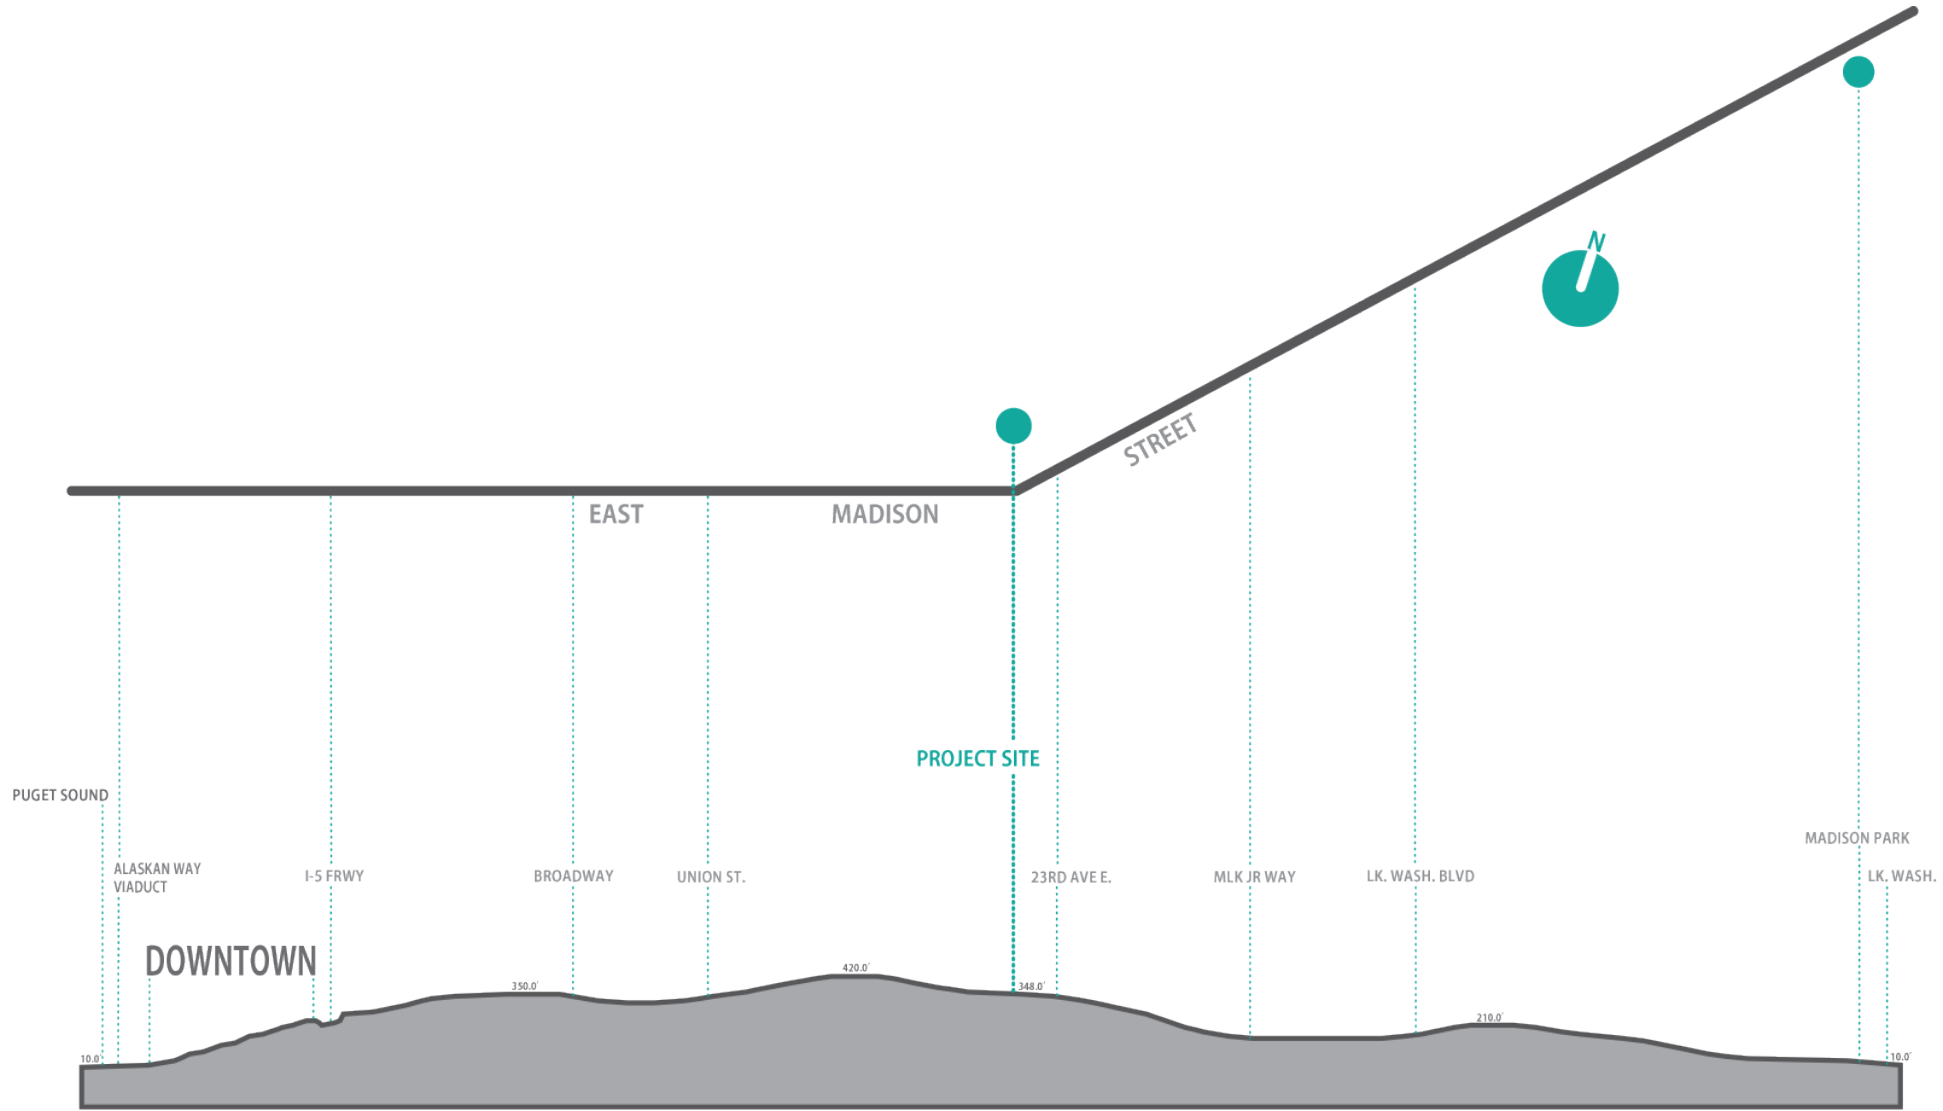 N
EAST
MADISON
STREET
PROJECT SITE
PUGET SOUND
MADISON PARK
ALASKAN WAY
VIADUCT
I-5 FRWY
BROADWAY
UNION ST.
23RD AVE E.
MLK JR WAY
LK. WASH. BLVD
LK. WASH.
DOWNTOWN
10.0'
350.0'
420.0'
348.0'
210.0'
10.0'